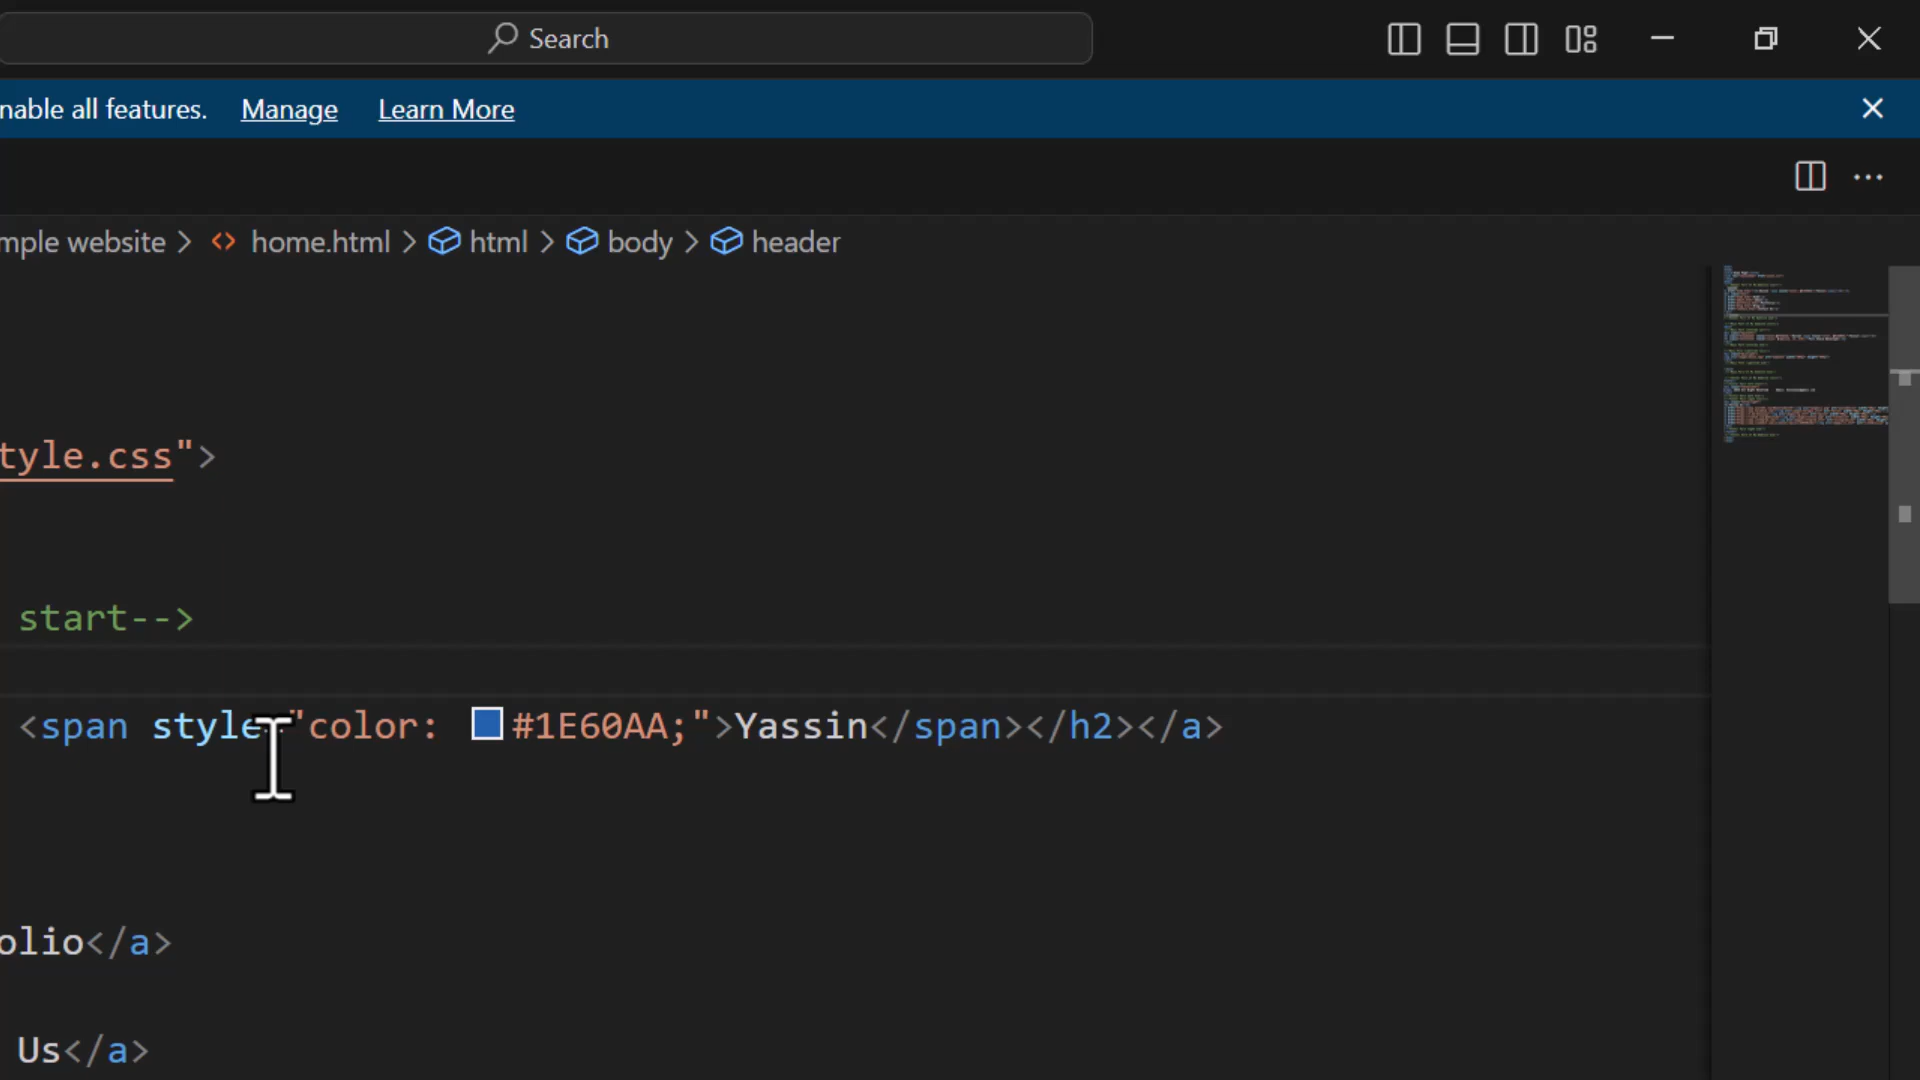 Search
nable all features. Manage Learn More
mple website > home.html > html > body > header
tyle.css">
start-->
<span style="color: #1E60AA;">Yassin</span></h2></a>
olio</a>
Us</a>